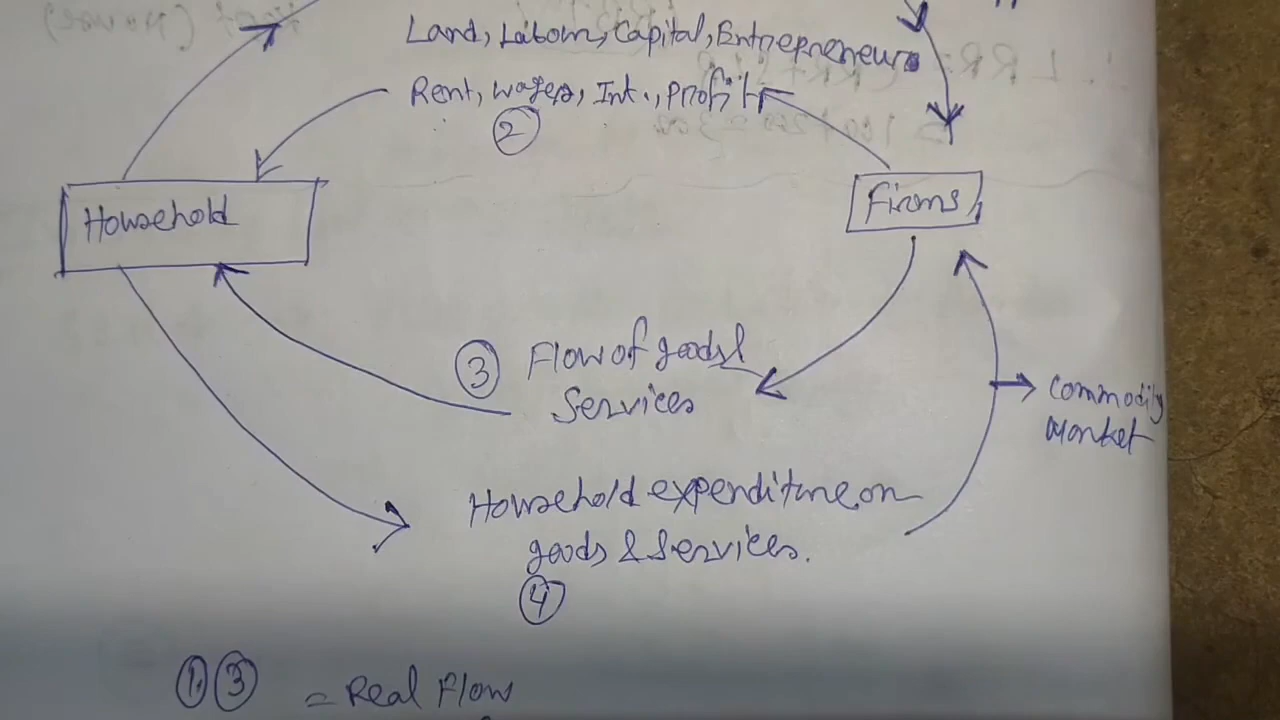 Land, Labour, Capital, Entrepreneurs
Rent, wages, Int., profit
2
Household
Firms
3 Flow of goods &
Services
Commodity
market
Household expenditure on
goods & services.
4
1, 3 = Real Flow